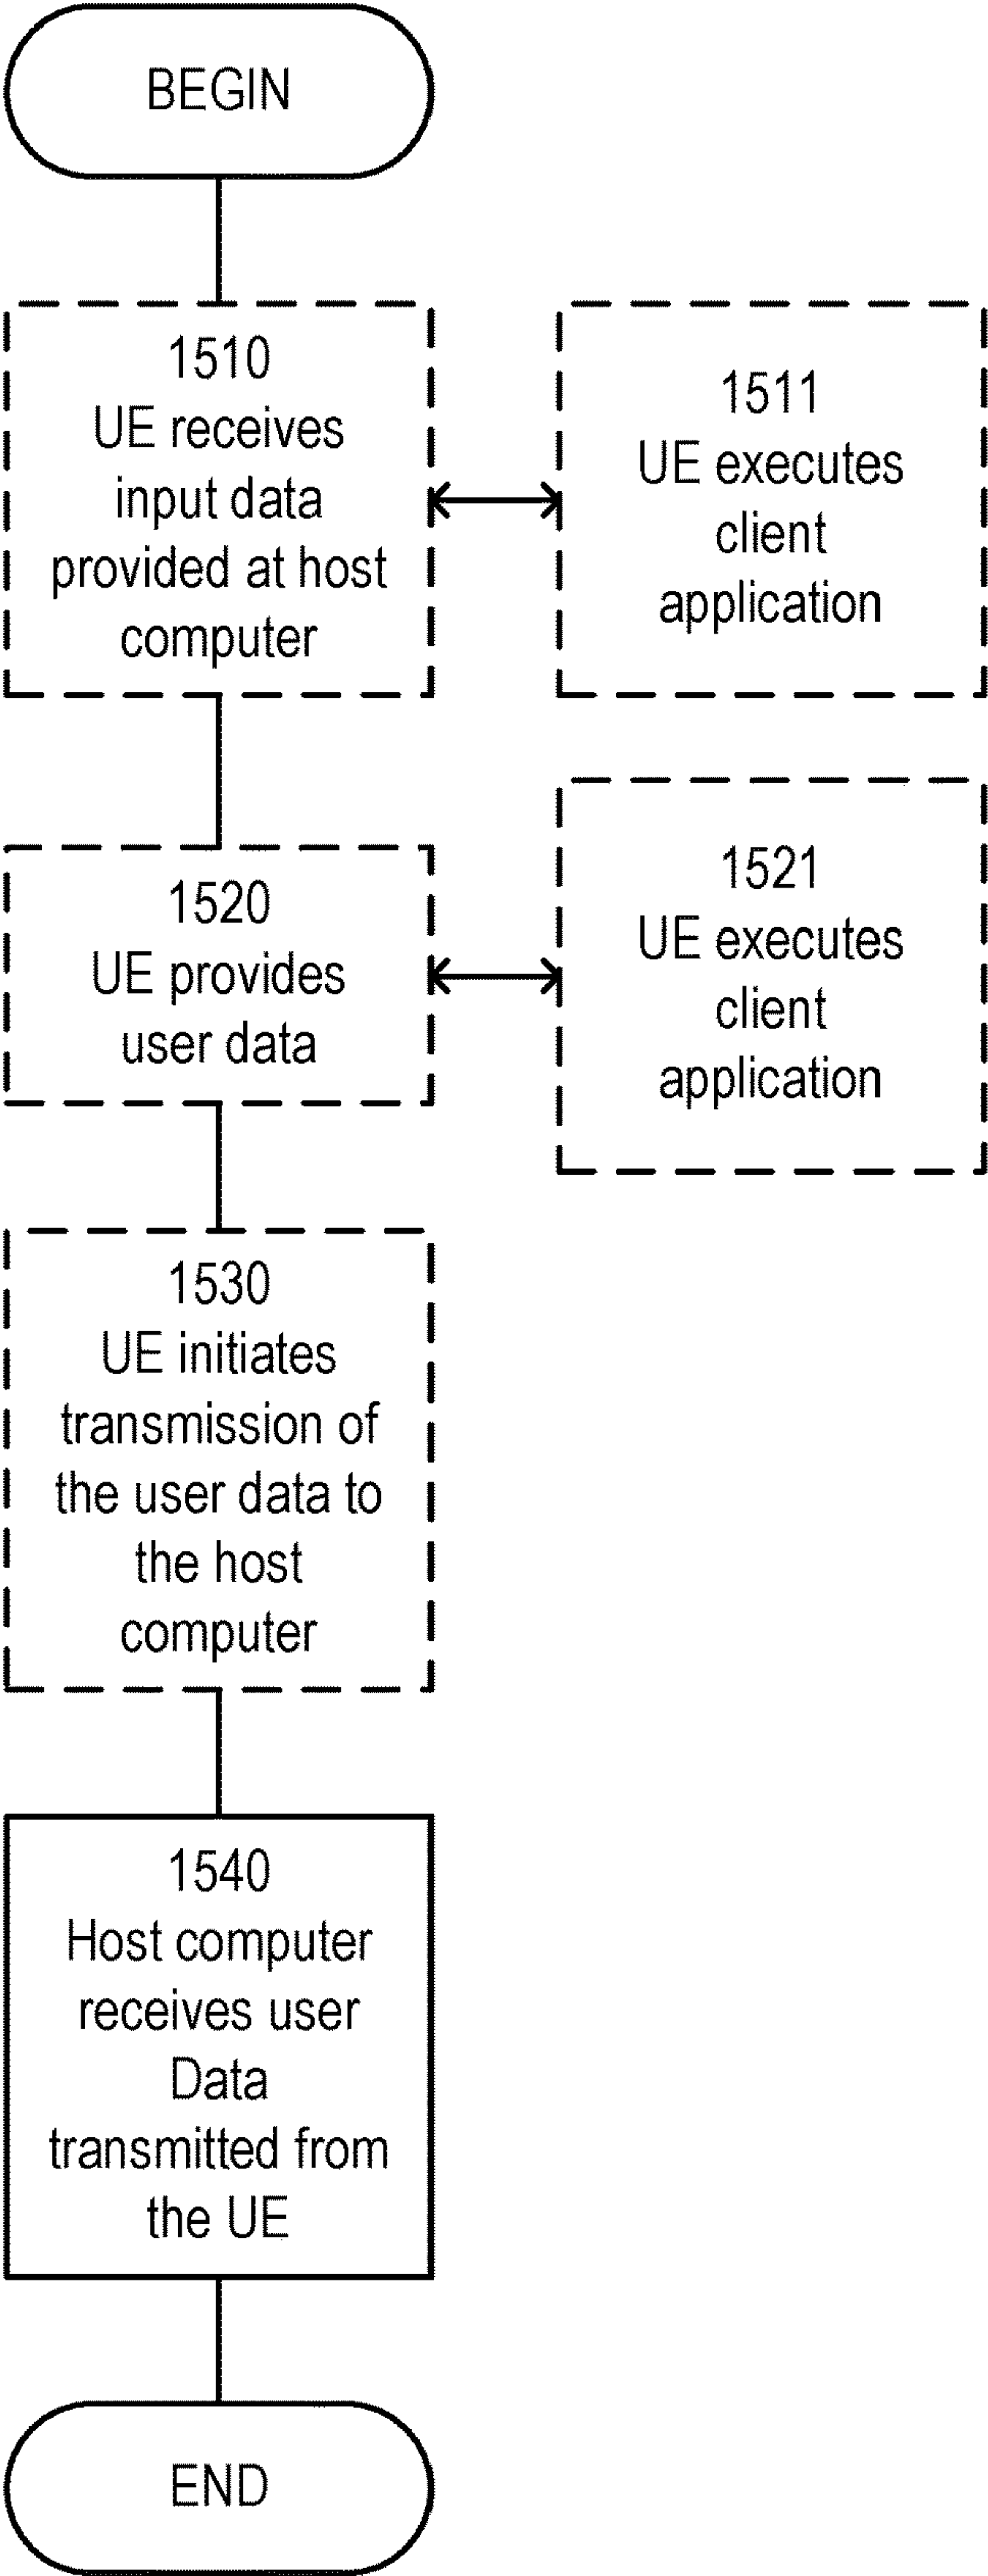 BEGIN
1510
UE receives
input data
provided at host
computer
1511
UE executes
client
application
1520
UE provides
user data
1521
UE executes
client
application
1530
UE initiates
transmission of
the user data to
the host
computer
1540
Host computer
receives user
Data
transmitted from
the UE
END